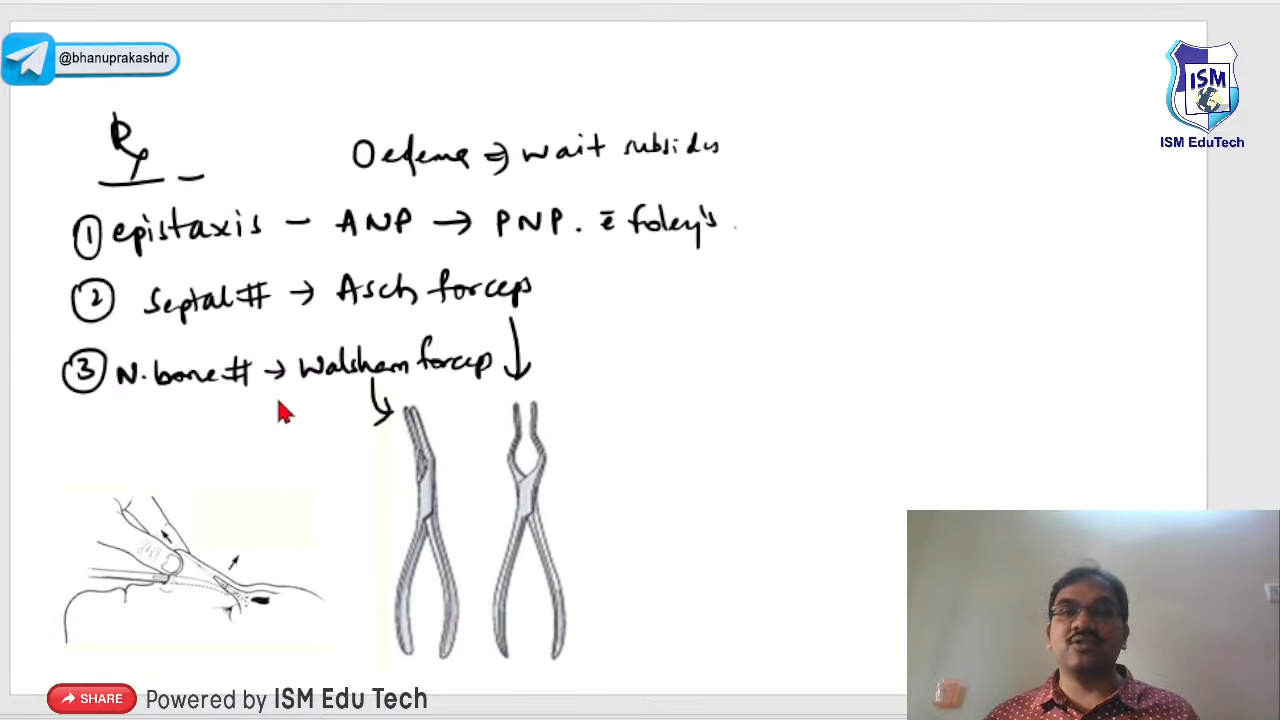 @bhanuprakashdr
ISM
ISM EduTech
Rx
Oedema ⇒ wait subsides
① epistaxis - ANP → PNP. c̄ foley's
② Septal # → Asch forceps
③ N. bone # → Walsham forcep
SHARE
Powered by ISM Edu Tech